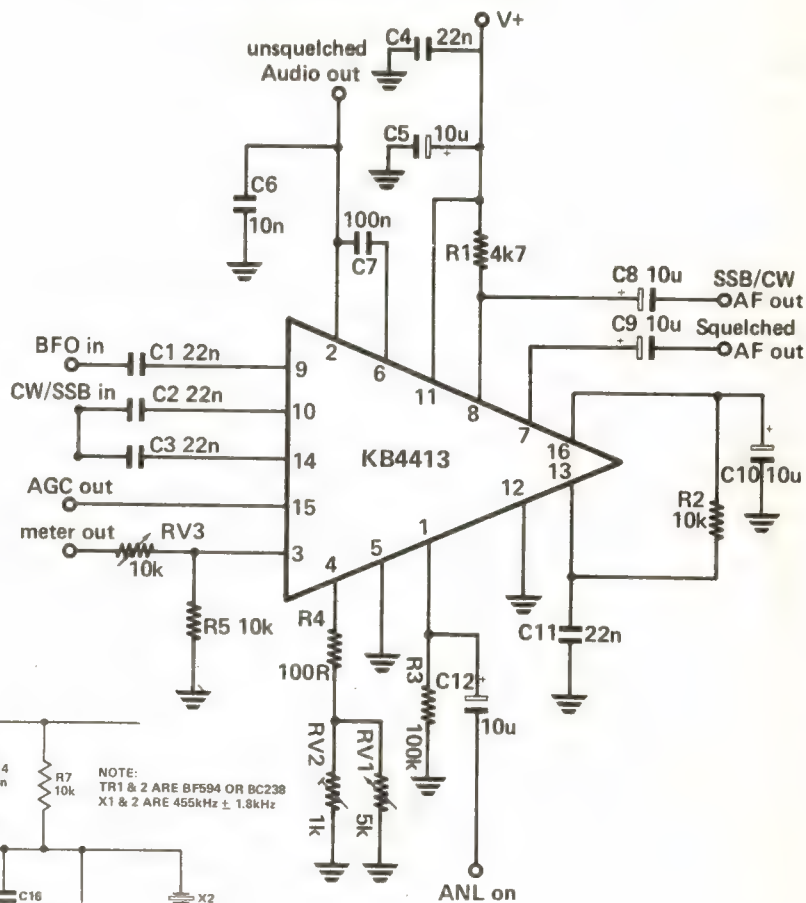 V+
C4 22n
unsquelched
Audio out
C5 10u
+
C6
10n
100n
C7
R1 4k7
C8 10u SSB/CW
+
AF out
C9 10u Squelched
+
AF out
BFO in
C1 22n
9
2
6
11
8
7
CW/SSB in
C2 22n
10
C3 22n
14
KB4413
16
13
+
C10 10u
AGC out
15
12
R2
10k
meter out
RV3
10k
3
4
5
1
R5 10k
R4
100R
C11 22n
R3
100k
C12 +
10u
RV2
1k
RV1
5k
ANL on
4
n
R7
10k
NOTE:
TR1 & 2 ARE BF594 OR BC238
X1 & 2 ARE 455kHz ± 1.8kHz
C16
X2